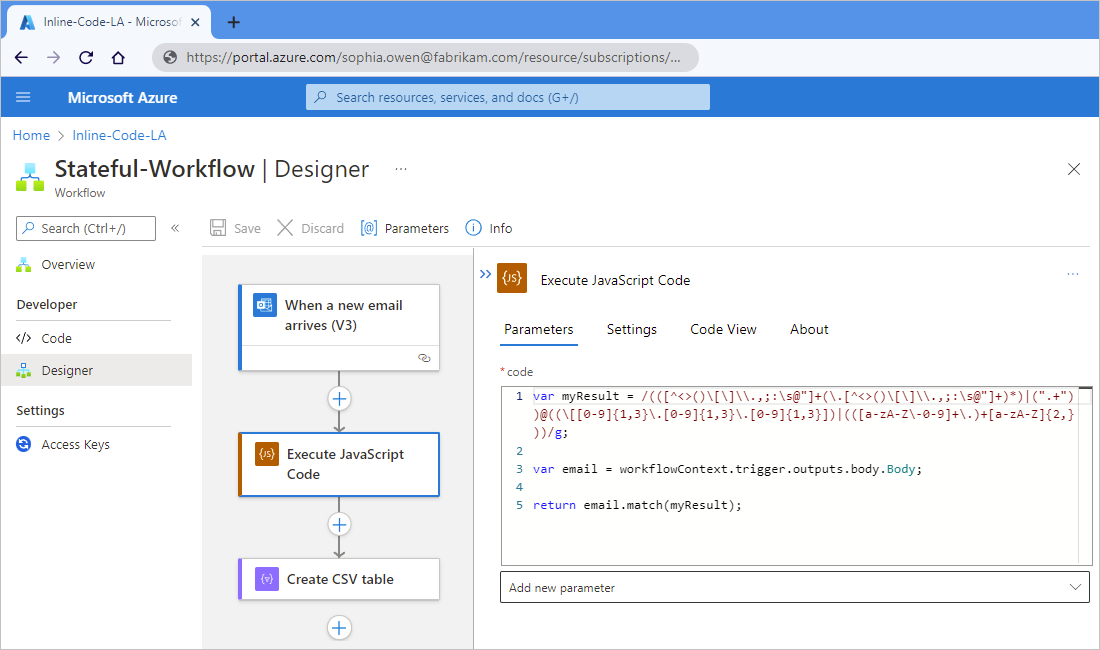 Inline-Code-LA - Microsof
https://portal.azure.com/sophia.owen@fabrikam.com/resource/subscriptions/...
Microsoft Azure
Search resources, services, and docs (G+/)
Home > Inline-Code-LA
Stateful-Workflow | Designer ...
Workflow
Search (Ctrl+/)
«
Save
Discard
[@] Parameters
Info
Overview
Developer
</> Code
Designer
Settings
Access Keys
When a new email
arrives (V3)
{JS} Execute JavaScript
Code
Create CSV table
{JS} Execute JavaScript Code ...
Parameters Settings Code View About
* code
1 var myResult = /(([^<>()\[\]\\.,;:\s@"]+(\.[^<>()\[\]\\.,;:\s@"]+)*)|(".+")
)@((\[[0-9]{1,3}\.[0-9]{1,3}\.[0-9]{1,3}])|(([a-zA-Z\-0-9]+\.)+[a-zA-Z]{2,}
))/g;
2
3 var email = workflowContext.trigger.outputs.body.Body;
4
5 return email.match(myResult);
Add new parameter